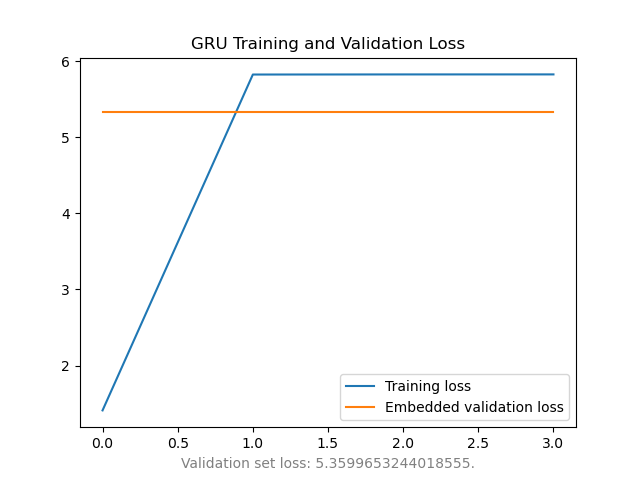 GRU Training and Validation Loss
6
5
4
3
2
Training loss
Embedded validation loss
0.0 0.5 1.0 1.5 2.0 2.5 3.0
Validation set loss: 5.3599653244018555.